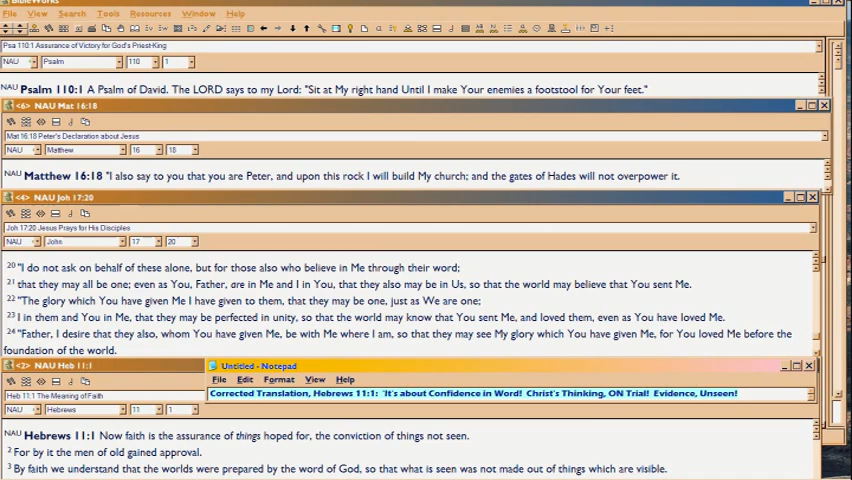 BibleWorks
File View Search Tools Resources Window Help
Psa 110:1 Assurance of Victory for God's Priest-King
NAU Psalm 110 1
NAU Psalm 110:1 A Psalm of David. The LORD says to my Lord: "Sit at My right hand Until I make Your enemies a footstool for Your feet."
<6> NAU Mat 16:18
Mat 16:18 Peter's Declaration about Jesus
NAU Matthew 16 18
NAU Matthew 16:18 "I also say to you that you are Peter, and upon this rock I will build My church; and the gates of Hades will not overpower it.
<4> NAU Joh 17:20
Joh 17:20 Jesus Prays for His Disciples
NAU John 17 20
20 "I do not ask on behalf of these alone, but for those also who believe in Me through their word;
21 that they may all be one; even as You, Father, are in Me and I in You, that they also may be in Us, so that the world may believe that You sent Me.
22 "The glory which You have given Me I have given to them, that they may be one, just as We are one;
23 I in them and You in Me, that they may be perfected in unity, so that the world may know that You sent Me, and loved them, even as You have loved Me.
24 "Father, I desire that they also, whom You have given Me, be with Me where I am, so that they may see My glory which You have given Me, for You loved Me before the
foundation of the world.
<2> NAU Heb 11:1
Untitled - Notepad
File Edit Format View Help
Corrected Translation, Hebrews 11:1: 'It's about Confidence in Word! Christ's Thinking, ON Trial! Evidence, Unseen!
Heb 11:1 The Meaning of Faith
NAU Hebrews 11 1
NAU Hebrews 11:1 Now faith is the assurance of things hoped for, the conviction of things not seen.
2 For by it the men of old gained approval.
3 By faith we understand that the worlds were prepared by the word of God, so that what is seen was not made out of things which are visible.